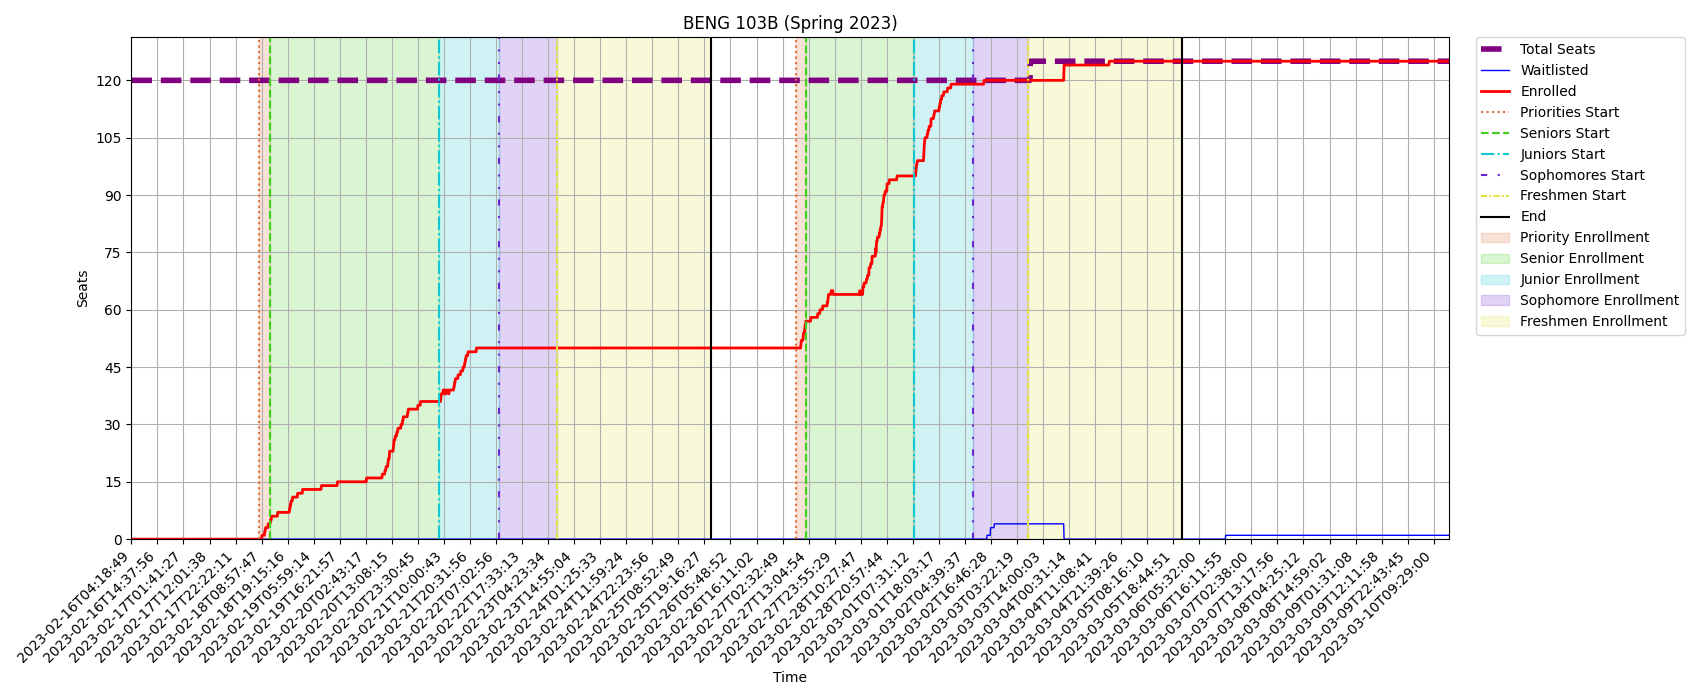 BENG 103B (Spring 2023)
Seats
120
105
90
75
60
45
30
15
0
2023-02-16T04:18:49
2023-02-16T14:37:56
2023-02-17T01:41:27
2023-02-17T12:01:38
2023-02-17T22:22:11
2023-02-18T08:57:47
2023-02-18T19:15:16
2023-02-19T05:59:14
2023-02-19T16:21:57
2023-02-20T02:43:17
2023-02-20T13:08:15
2023-02-20T23:30:45
2023-02-21T10:00:43
2023-02-21T20:31:56
2023-02-22T07:02:56
2023-02-22T17:33:13
2023-02-23T04:23:34
2023-02-23T14:55:04
2023-02-24T01:25:33
2023-02-24T11:59:24
2023-02-24T22:23:56
2023-02-25T08:52:49
2023-02-25T19:16:27
2023-02-26T05:48:52
2023-02-26T16:11:02
2023-02-27T02:32:49
2023-02-27T13:04:54
2023-02-27T23:55:29
2023-02-28T10:27:47
2023-02-28T20:57:44
2023-03-01T07:31:12
2023-03-01T18:03:17
2023-03-02T04:39:37
2023-03-02T16:46:28
2023-03-03T03:22:19
2023-03-03T14:00:03
2023-03-04T00:31:14
2023-03-04T11:08:41
2023-03-04T21:39:26
2023-03-05T08:16:10
2023-03-05T18:44:51
2023-03-06T05:32:00
2023-03-06T16:11:55
2023-03-07T02:38:00
2023-03-07T13:17:56
2023-03-08T04:25:12
2023-03-08T14:59:02
2023-03-09T01:31:08
2023-03-09T12:11:58
2023-03-09T22:43:45
2023-03-10T09:29:00
Time
Total Seats
Waitlisted
Enrolled
Priorities Start
Seniors Start
Juniors Start
Sophomores Start
Freshmen Start
End
Priority Enrollment
Senior Enrollment
Junior Enrollment
Sophomore Enrollment
Freshmen Enrollment